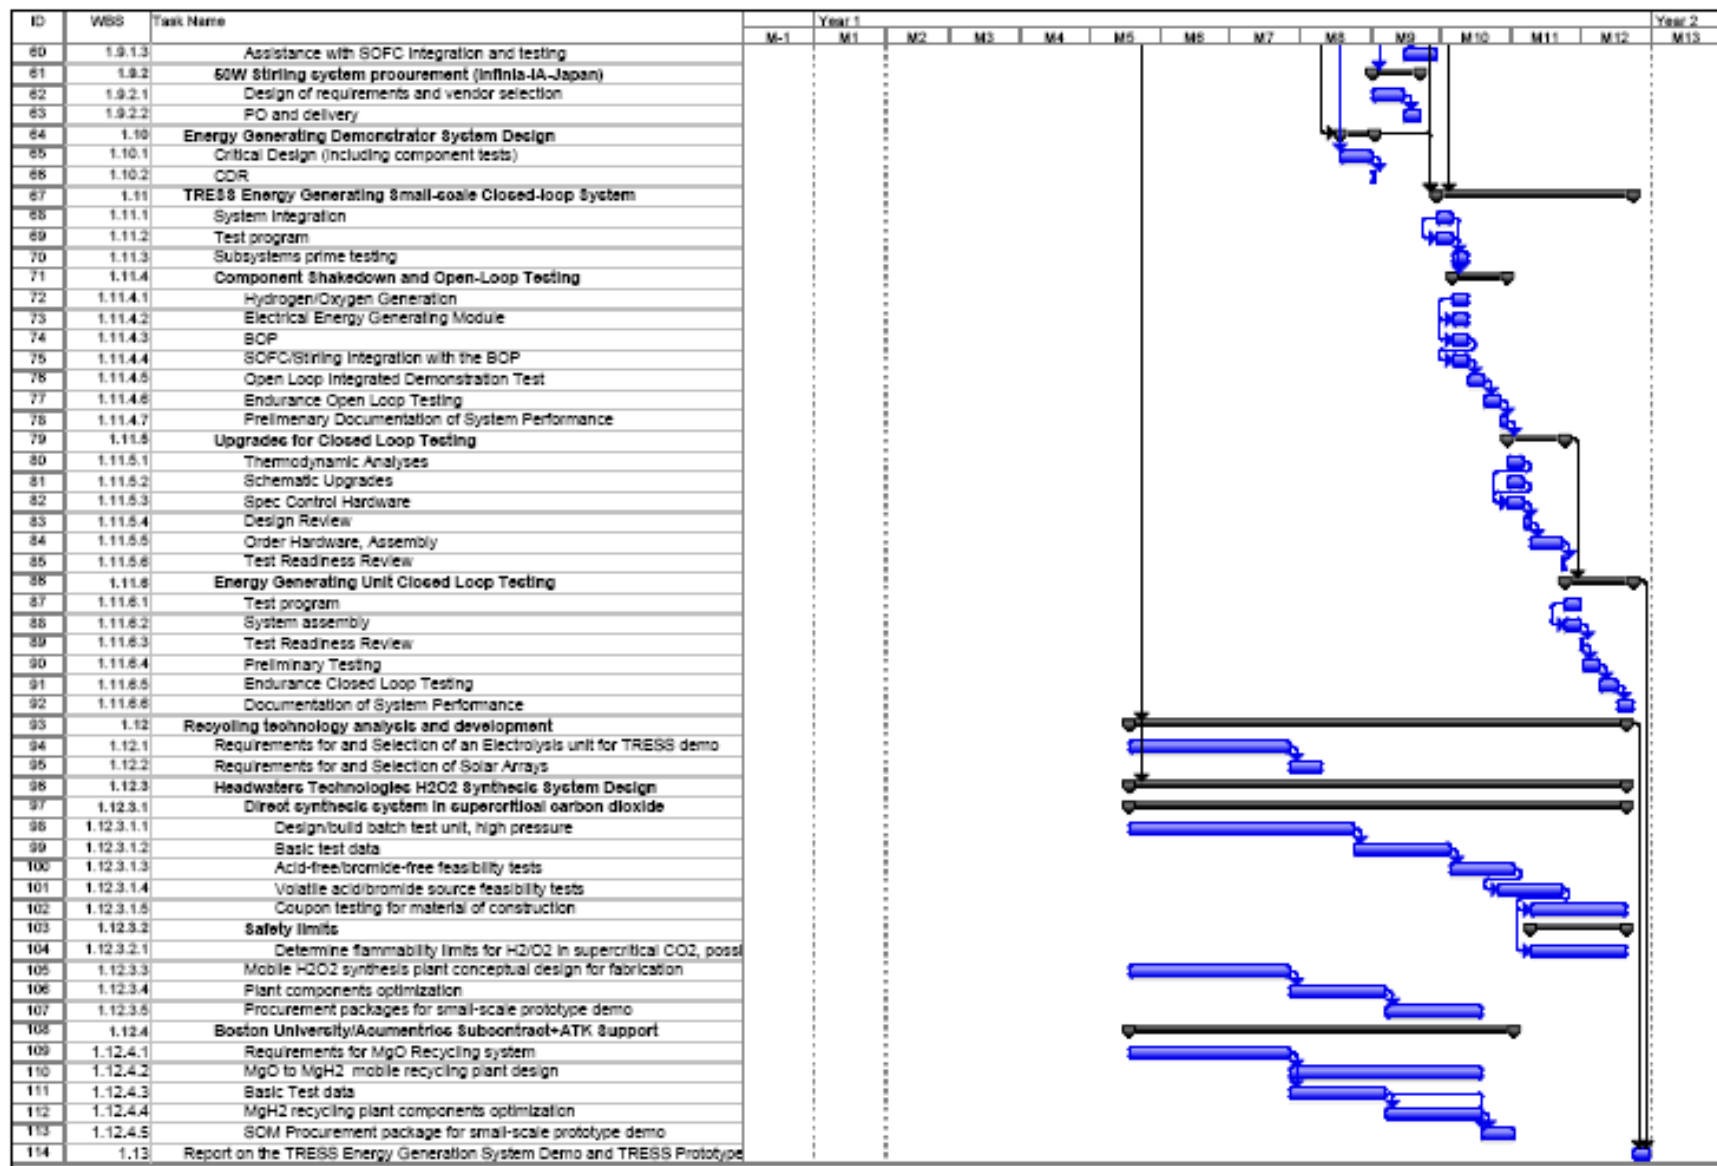 ID WBS Task Name Year 1 Year 2
M-1 M1 M2 M3 M4 M5 M6 M7 M8 M9 M10 M11 M12 M13
60 1.9.1.3 Assistance with SOFC integration and testing
61 1.9.2 50W Stirling system procurement (Infinia-IA-Japan)
62 1.9.2.1 Design of requirements and vendor selection
63 1.9.2.2 PO and delivery
64 1.10 Energy Generating Demonstrator System Design
65 1.10.1 Critical Design (including component tests)
66 1.10.2 CDR
67 1.11 TRESS Energy Generating Small-scale Closed-loop System
68 1.11.1 System Integration
69 1.11.2 Test program
70 1.11.3 Subsystems prime testing
71 1.11.4 Component Shakedown and Open-Loop Testing
72 1.11.4.1 Hydrogen/Oxygen Generation
73 1.11.4.2 Electrical Energy Generating Module
74 1.11.4.3 BOP
75 1.11.4.4 SOFC/Stirling Integration with the BOP
76 1.11.4.5 Open Loop Integrated Demonstration Test
77 1.11.4.6 Endurance Open Loop Testing
78 1.11.4.7 Prelimenary Documentation of System Performance
79 1.11.5 Upgrades for Closed Loop Testing
80 1.11.5.1 Thermodynamic Analyses
81 1.11.5.2 Schematic Upgrades
82 1.11.5.3 Spec Control Hardware
83 1.11.5.4 Design Review
84 1.11.5.5 Order Hardware, Assembly
85 1.11.5.6 Test Readiness Review
86 1.11.6 Energy Generating Unit Closed Loop Testing
87 1.11.6.1 Test program
88 1.11.6.2 System assembly
89 1.11.6.3 Test Readiness Review
90 1.11.6.4 Preliminary Testing
91 1.11.6.5 Endurance Closed Loop Testing
92 1.11.6.6 Documentation of System Performance
93 1.12 Recycling technology analysis and development
94 1.12.1 Requirements for and Selection of an Electrolysis unit for TRESS demo
95 1.12.2 Requirements for and Selection of Solar Arrays
96 1.12.3 Headwaters Technologies H2O2 Synthesis System Design
97 1.12.3.1 Direct synthesis system in supercritical carbon dioxide
98 1.12.3.1.1 Design/build batch test unit, high pressure
99 1.12.3.1.2 Basic test data
100 1.12.3.1.3 Acid-free/bromide-free feasibility tests
101 1.12.3.1.4 Volatile acid/bromide source feasibility tests
102 1.12.3.1.5 Coupon testing for material of construction
103 1.12.3.2 Safety limits
104 1.12.3.2.1 Determine flammability limits for H2/O2 in supercritical CO2, possi
105 1.12.3.3 Mobile H2O2 synthesis plant conceptual design for fabrication
106 1.12.3.4 Plant components optimization
107 1.12.3.5 Procurement packages for small-scale prototype demo
108 1.12.4 Boston University/Acumentrics Subcontract+ATK Support
109 1.12.4.1 Requirements for MgO Recycling system
110 1.12.4.2 MgO to MgH2 mobile recycling plant design
111 1.12.4.3 Basic Test data
112 1.12.4.4 MgH2 recycling plant components optimization
113 1.12.4.5 SOM Procurement package for small-scale prototype demo
114 1.13 Report on the TRESS Energy Generation System Demo and TRESS Prototype